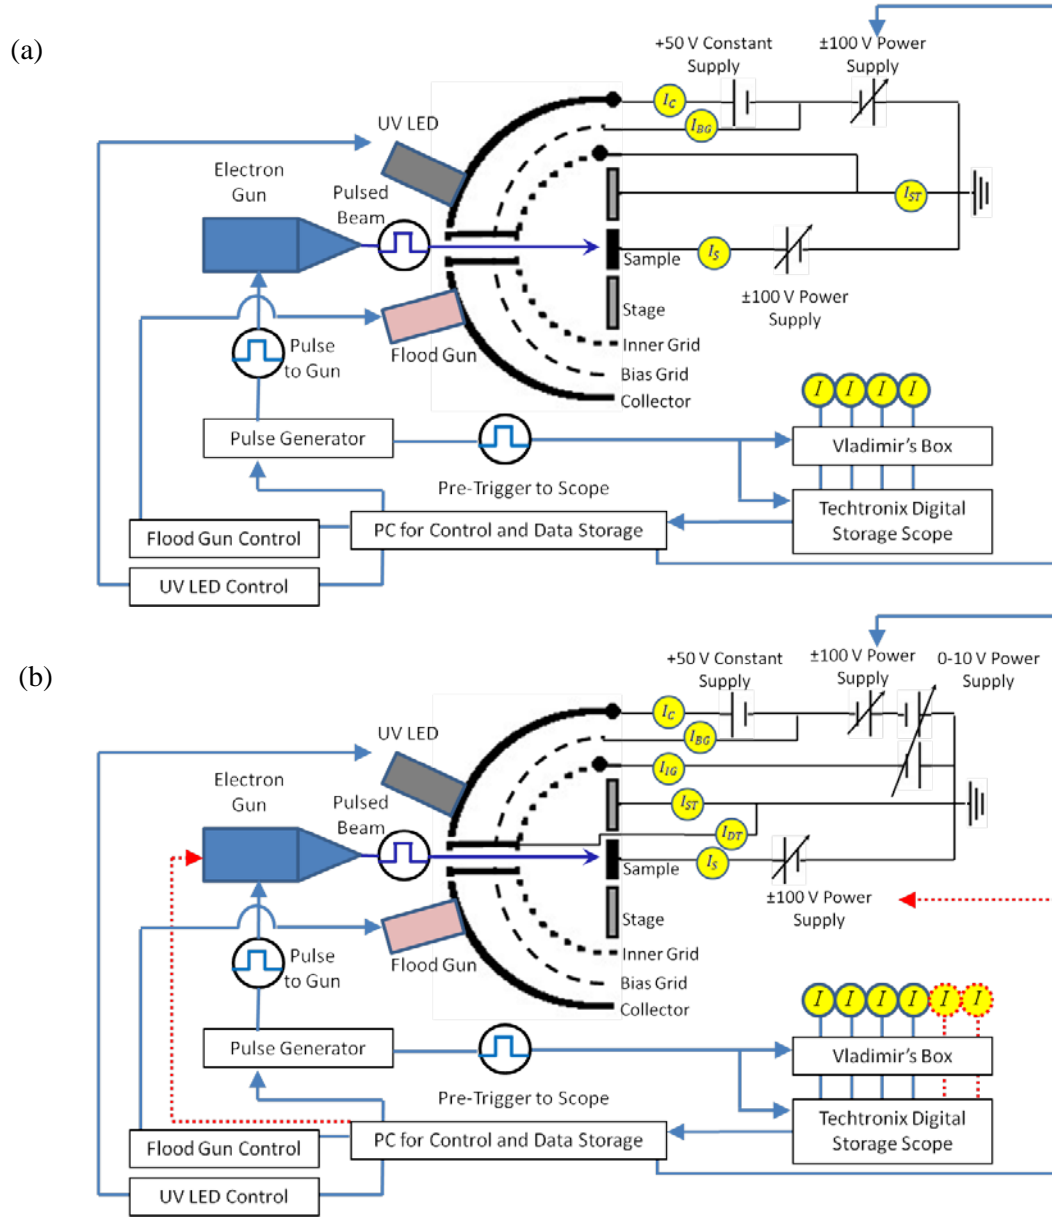 (a)
+50 V Constant
Supply
±100 V Power
Supply
UV LED
I_C
I_BG
Electron
Gun
Pulsed
Beam
I_ST
Sample
I_S
±100 V Power
Supply
Stage
Pulse
to Gun
Flood Gun
Inner Grid
Bias Grid
Collector
I I I I
Pulse Generator
Vladimir's Box
Pre-Trigger to Scope
Techtronix Digital
Storage Scope
Flood Gun Control
PC for Control and Data Storage
UV LED Control
(b)
+50 V Constant
Supply
±100 V Power
Supply
0-10 V Power
Supply
UV LED
I_C
I_BG
I_IG
Electron
Gun
Pulsed
Beam
I_ST
I_DT
Sample
I_S
±100 V Power
Supply
Stage
Pulse
to Gun
Flood Gun
Inner Grid
Bias Grid
Collector
I I I I I I
Pulse Generator
Vladimir's Box
Pre-Trigger to Scope
Techtronix Digital
Storage Scope
Flood Gun Control
PC for Control and Data Storage
UV LED Control